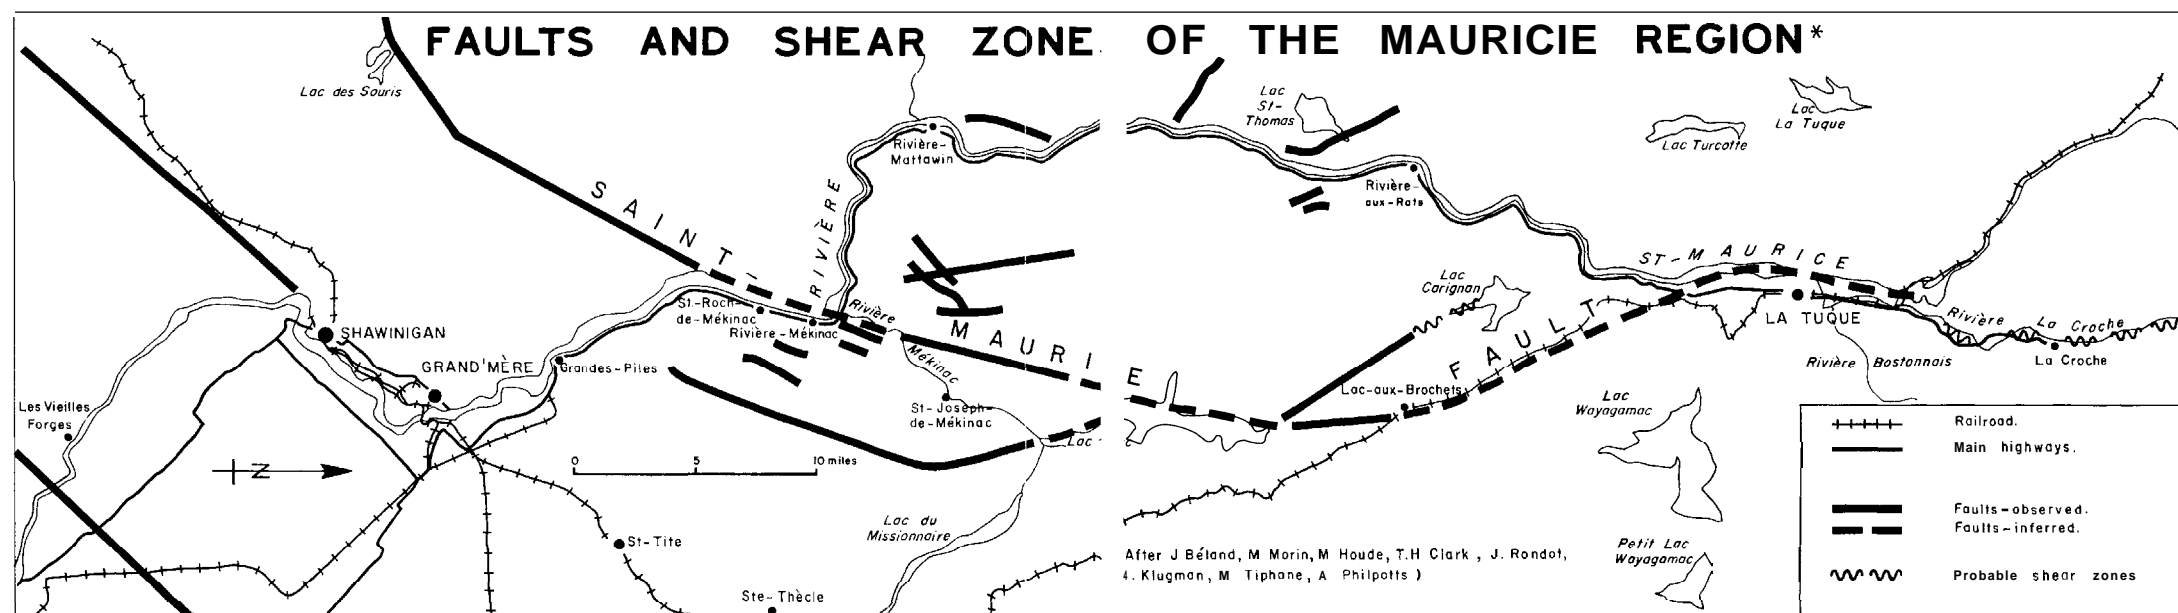 FAULTS AND SHEAR ZONE OF THE MAURICIE REGION*
Lac des Souris
Rivière-
Mattawin
Lac
St-
Thomas
Lac Turcotte
Lac
La Tuque
Rivière-
aux-Rats
SAINT-
MAURICIE
FAULT
RIVIÈRE
ST-MAURICE
St.-Roch-
de-Mékinac
Rivière-Mékinac
Rivière
Mékinac
SHAWINIGAN
GRAND'MÈRE
Grandes-Piles
Les Vieilles
Forges
St-Joseph-
de-Mékinac
Lac
Lac
Carignan
Lac-aux-Brochets
LA TUQUE
Rivière La Croche
La Croche
Rivière Bostonnais
Lac
Wayagamac
Petit Lac
Wayagamac
N
0 5 10 miles
Lac du
Missionnaire
St-Tite
Ste-Thècle
After J Béland, M Morin, M Houde, T.H Clark, J. Rondot,
4. Klugman, M Tiphane, A Philpotts )
Railroad.
Main highways.
Faults-observed.
Faults-inferred.
Probable shear zones